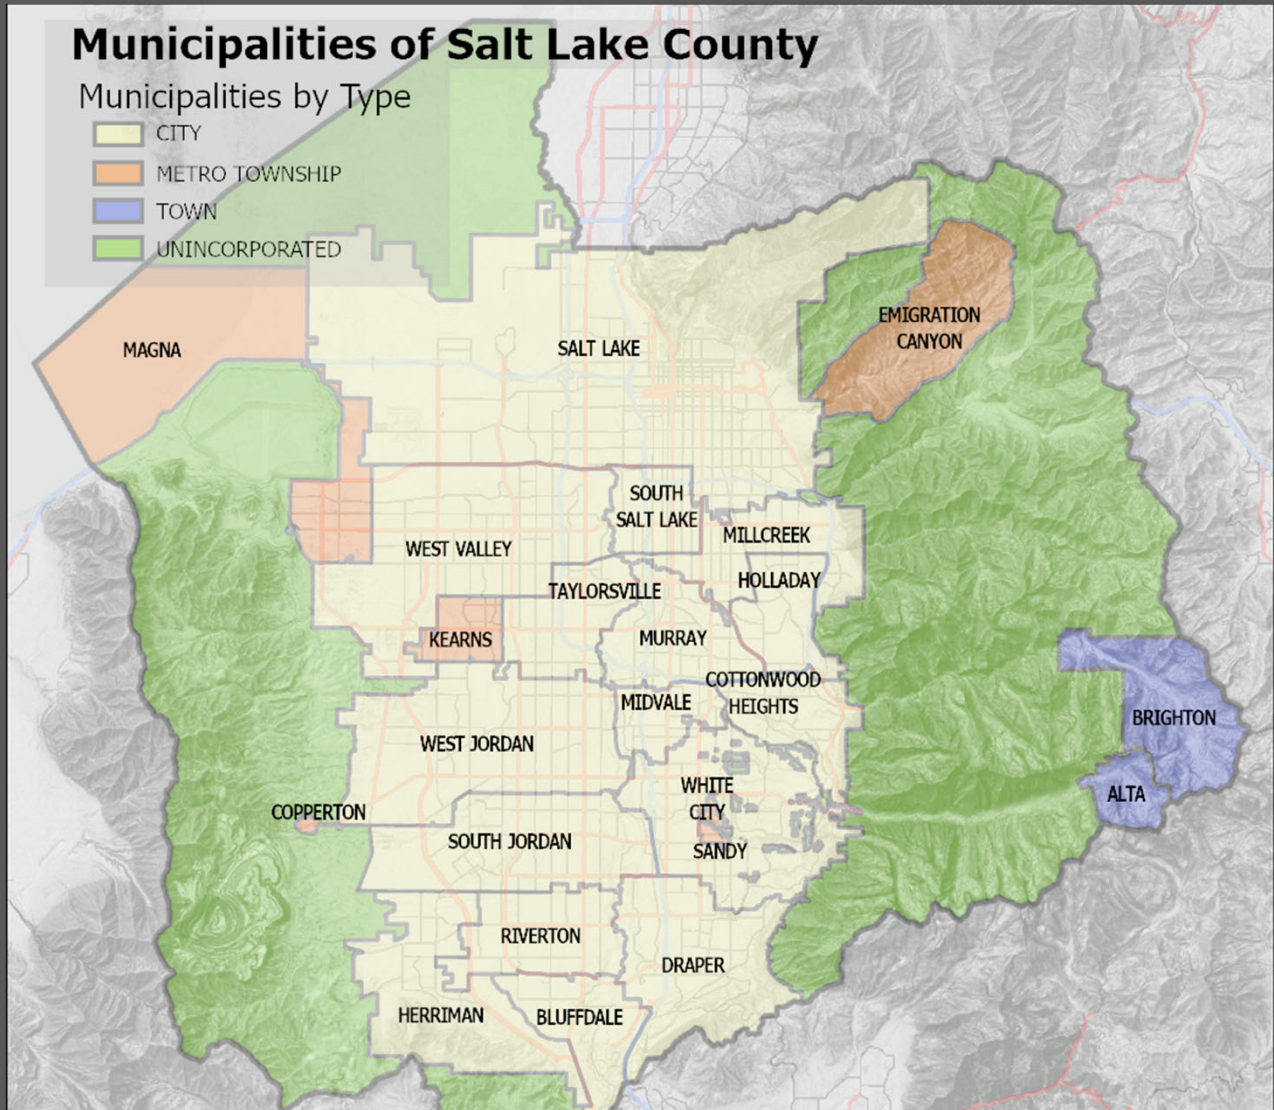 Municipalities of Salt Lake County
Municipalities by Type
CITY
METRO TOWNSHIP
TOWN
UNINCORPORATED
MAGNA
SALT LAKE
EMIGRATION
CANYON
SOUTH
SALT LAKE
MILLCREEK
WEST VALLEY
HOLLADAY
TAYLORSVILLE
KEARNS
MURRAY
COTTONWOOD
HEIGHTS
MIDVALE
BRIGHTON
WEST JORDAN
WHITE
CITY
ALTA
COPPERTON
SOUTH JORDAN
SANDY
RIVERTON
DRAPER
HERRIMAN
BLUFFDALE